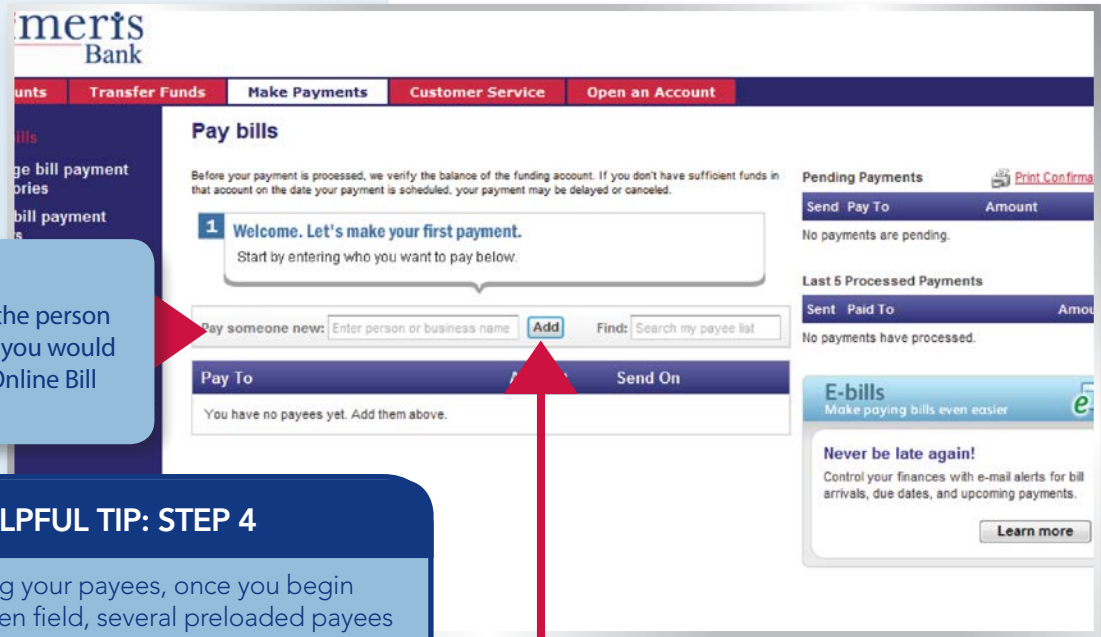 meris
Bank
unts Transfer Funds Make Payments Customer Service Open an Account
ills
ge bill payment
ories
bill payment
s
Pay bills
Before your payment is processed, we verify the balance of the funding account. If you don't have sufficient funds in
that account on the date your payment is scheduled, your payment may be delayed or canceled.
1 Welcome. Let's make your first payment.
Start by entering who you want to pay below.
Pay someone new: Enter person or business name Add Find: Search my payee list
Pay To Send On
You have no payees yet. Add them above.
Pending Payments Print Confirma
Send Pay To Amount
No payments are pending.
Last 5 Processed Payments
Sent Paid To Amou
No payments have processed.
E-bills
Make paying bills even easier
e
Never be late again!
Control your finances with e-mail alerts for bill
arrivals, due dates, and upcoming payments.
Learn more
the person
you would
Online Bill
LPFUL TIP: STEP 4
g your payees, once you begin
en field, several preloaded payees